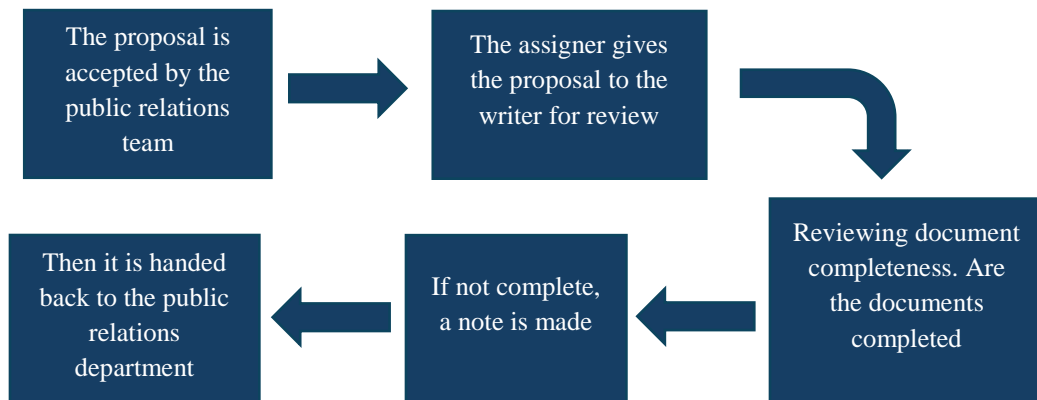 The proposal is
accepted by the
public relations
team
The assigner gives
the proposal to the
writer for review
Reviewing document
completeness. Are
the documents
completed
If not complete,
a note is made
Then it is handed
back to the public
relations
department